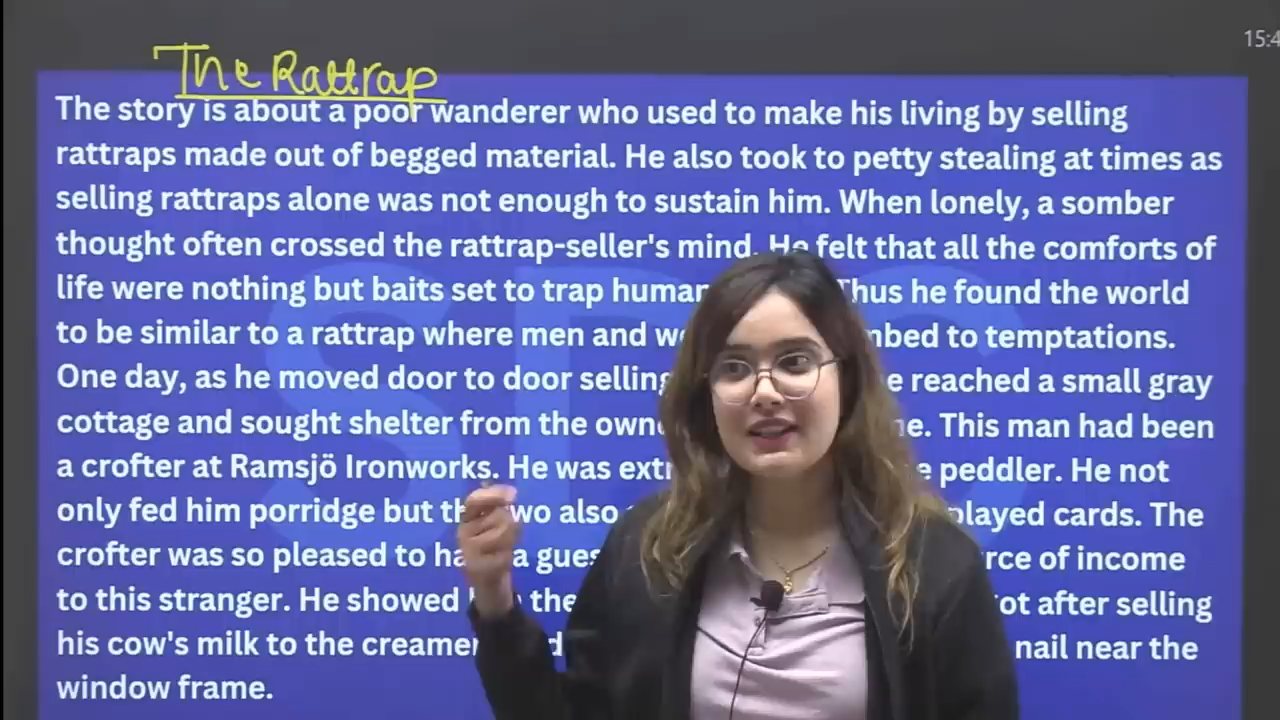 15:4
The Rattrap
The story is about a poor wanderer who used to make his living by selling
rattraps made out of begged material. He also took to petty stealing at times as
selling rattraps alone was not enough to sustain him. When lonely, a somber
thought often crossed the rattrap-seller's mind. He felt that all the comforts of
life were nothing but baits set to trap human Thus he found the world
to be similar to a rattrap where men and to temptations.
One day, as he moved door to door selling reached a small gray
cottage and sought shelter from the This man had been
a crofter at Ramsjö Ironworks. He was peddler. He not
only fed him porridge but two also played cards. The
crofter was so pleased to a of income
to this stranger. He showed the after selling
his cow's milk to the nail near the
window frame.